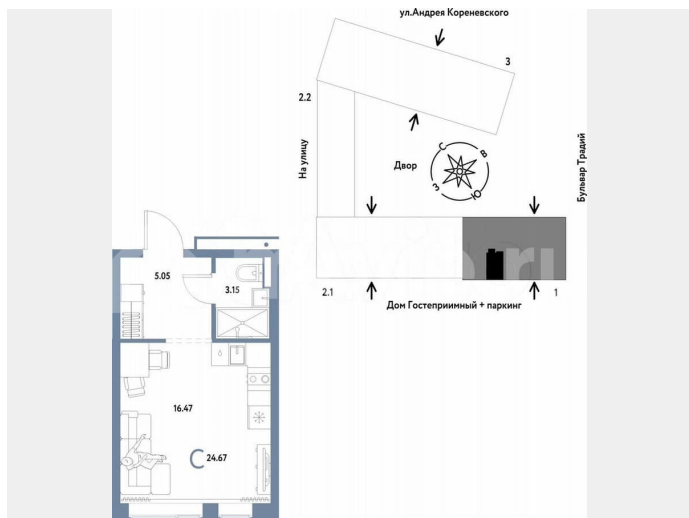 ул.Андрея Кореневского
3
2.2
На улицу
Двор
С
В
З
Ю
Бульвар Традий
2.1
1
Дом Гостеприимный + паркинг
5.05
3.15
16.47
С 24.67